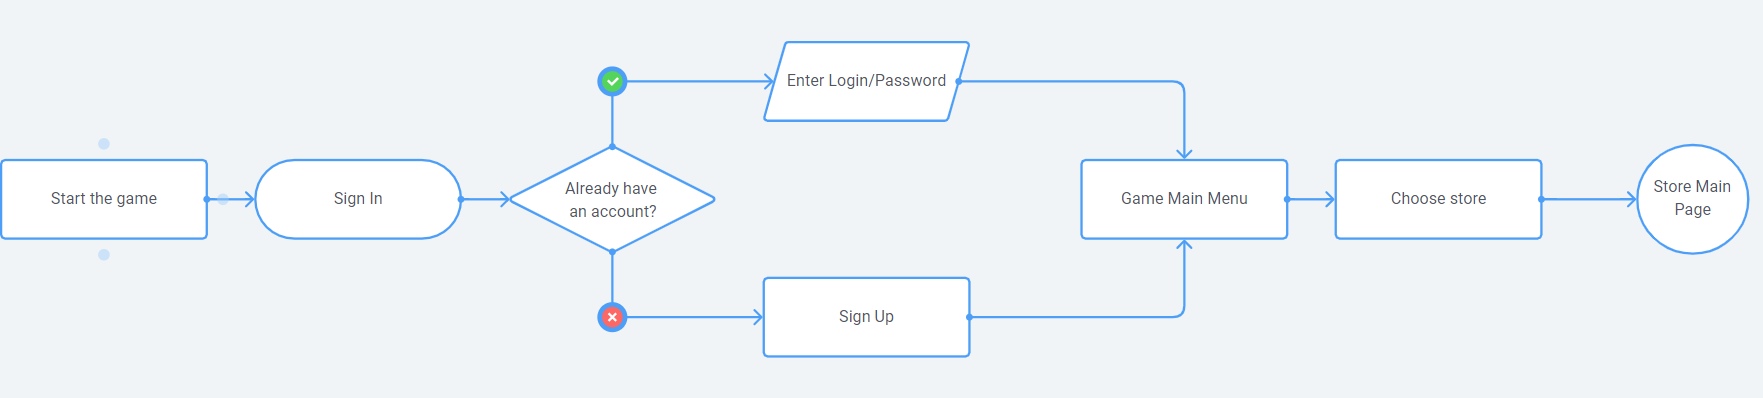 Start the game
Sign In
Already have
an account?
Enter Login/Password
Sign Up
Game Main Menu
Choose store
Store Main
Page